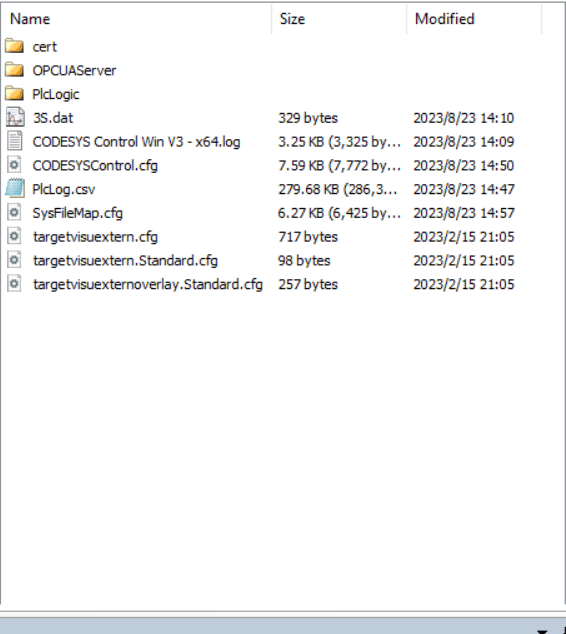 Name Size Modified
cert
OPCUAServer
PlcLogic
3S.dat 329 bytes 2023/8/23 14:10
CODESYS Control Win V3 - x64.log 3.25 KB (3,325 by... 2023/8/23 14:09
CODESYSControl.cfg 7.59 KB (7,772 by... 2023/8/23 14:50
PlcLog.csv 279.68 KB (286,3... 2023/8/23 14:47
SysFileMap.cfg 6.27 KB (6,425 by... 2023/8/23 14:57
targetvisuextern.cfg 717 bytes 2023/2/15 21:05
targetvisuextern.Standard.cfg 98 bytes 2023/2/15 21:05
targetvisuexternoverlay.Standard.cfg 257 bytes 2023/2/15 21:05